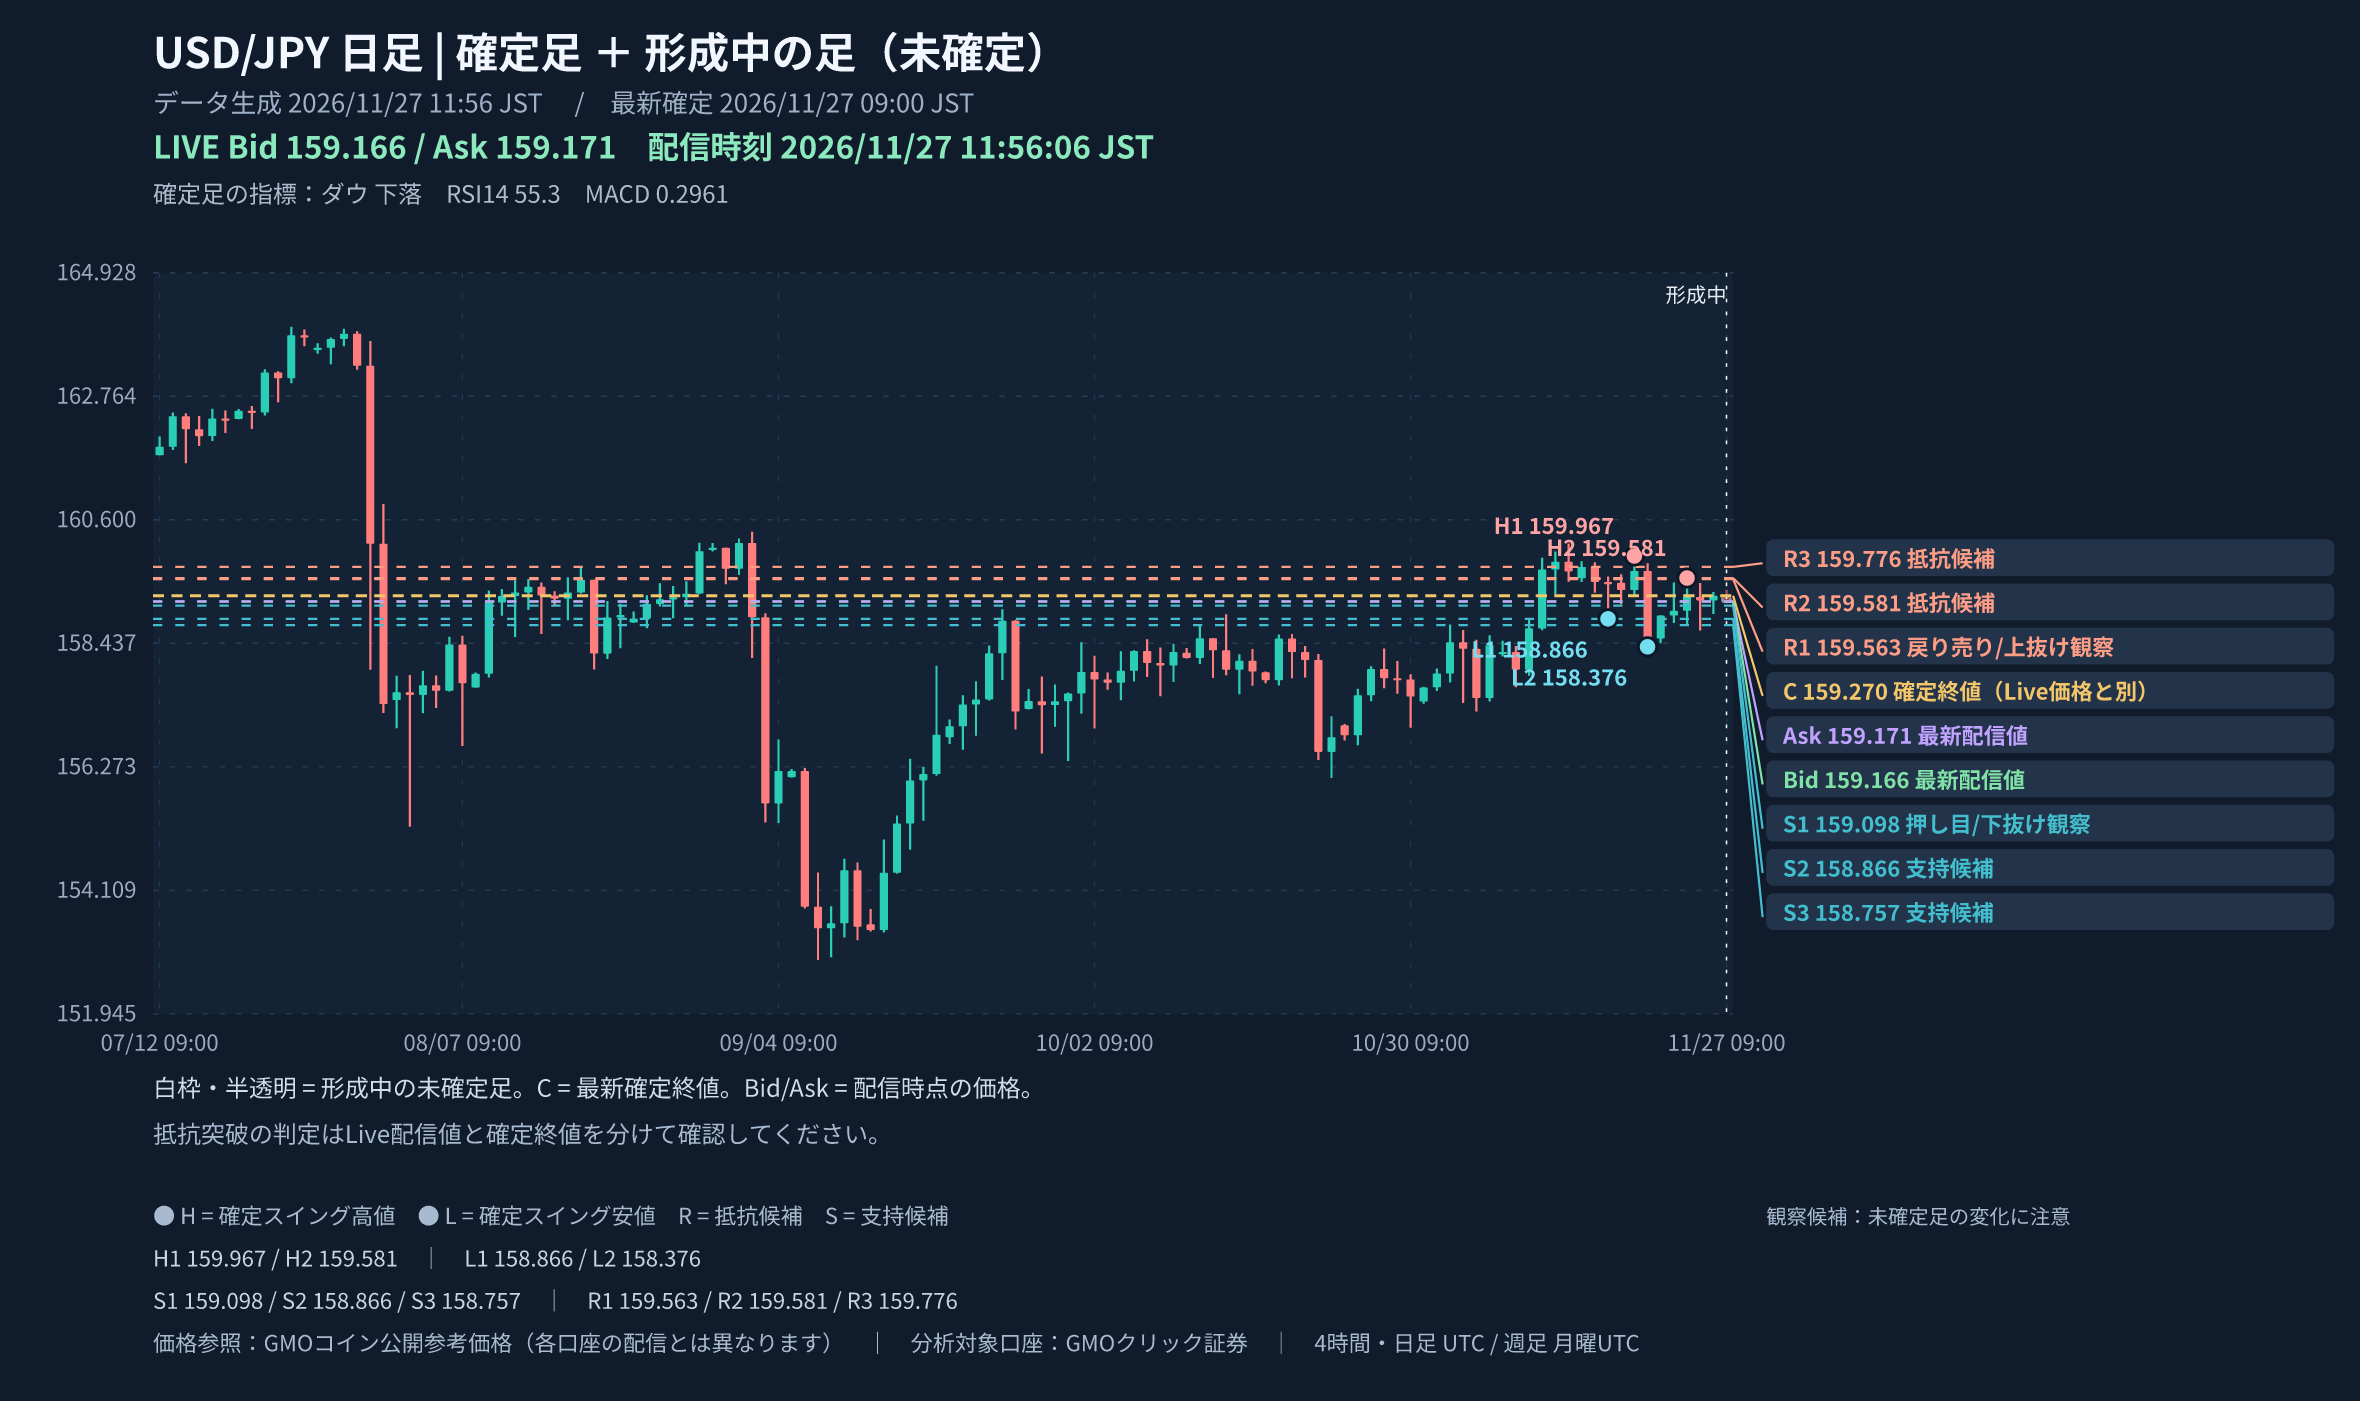 USD/JPY 日足 | 確定足 ＋ 形成中の足（未確定）
データ生成 2026/11/27 11:56 JST / 最新確定 2026/11/27 09:00 JST
LIVE Bid 159.166 / Ask 159.171 配信時刻 2026/11/27 11:56:06 JST
確定足の指標：ダウ 下落 RSI14 55.3 MACD 0.2961
164.928
162.764
160.600
158.437
156.273
154.109
151.945
形成中
H1 159.967
H2 159.581
L1 158.866
L2 158.376
R3 159.776 抵抗候補
R2 159.581 抵抗候補
R1 159.563 戻り売り/上抜け観察
C 159.270 確定終値（Live価格と別）
Ask 159.171 最新配信値
Bid 159.166 最新配信値
S1 159.098 押し目/下抜け観察
S2 158.866 支持候補
S3 158.757 支持候補
07/12 09:00
08/07 09:00
09/04 09:00
10/02 09:00
10/30 09:00
11/27 09:00
白枠・半透明 = 形成中の未確定足。C = 最新確定終値。Bid/Ask = 配信時点の価格。
抵抗突破の判定はLive配信値と確定終値を分けて確認してください。
● H = 確定スイング高値 ● L = 確定スイング安値 R = 抵抗候補 S = 支持候補
観察候補：未確定足の変化に注意
H1 159.967 / H2 159.581 ｜ L1 158.866 / L2 158.376
S1 159.098 / S2 158.866 / S3 158.757 ｜ R1 159.563 / R2 159.581 / R3 159.776
価格参照：GMOコイン公開参考価格（各口座の配信とは異なります） ｜ 分析対象口座：GMOクリック証券 ｜ 4時間・日足 UTC / 週足 月曜UTC